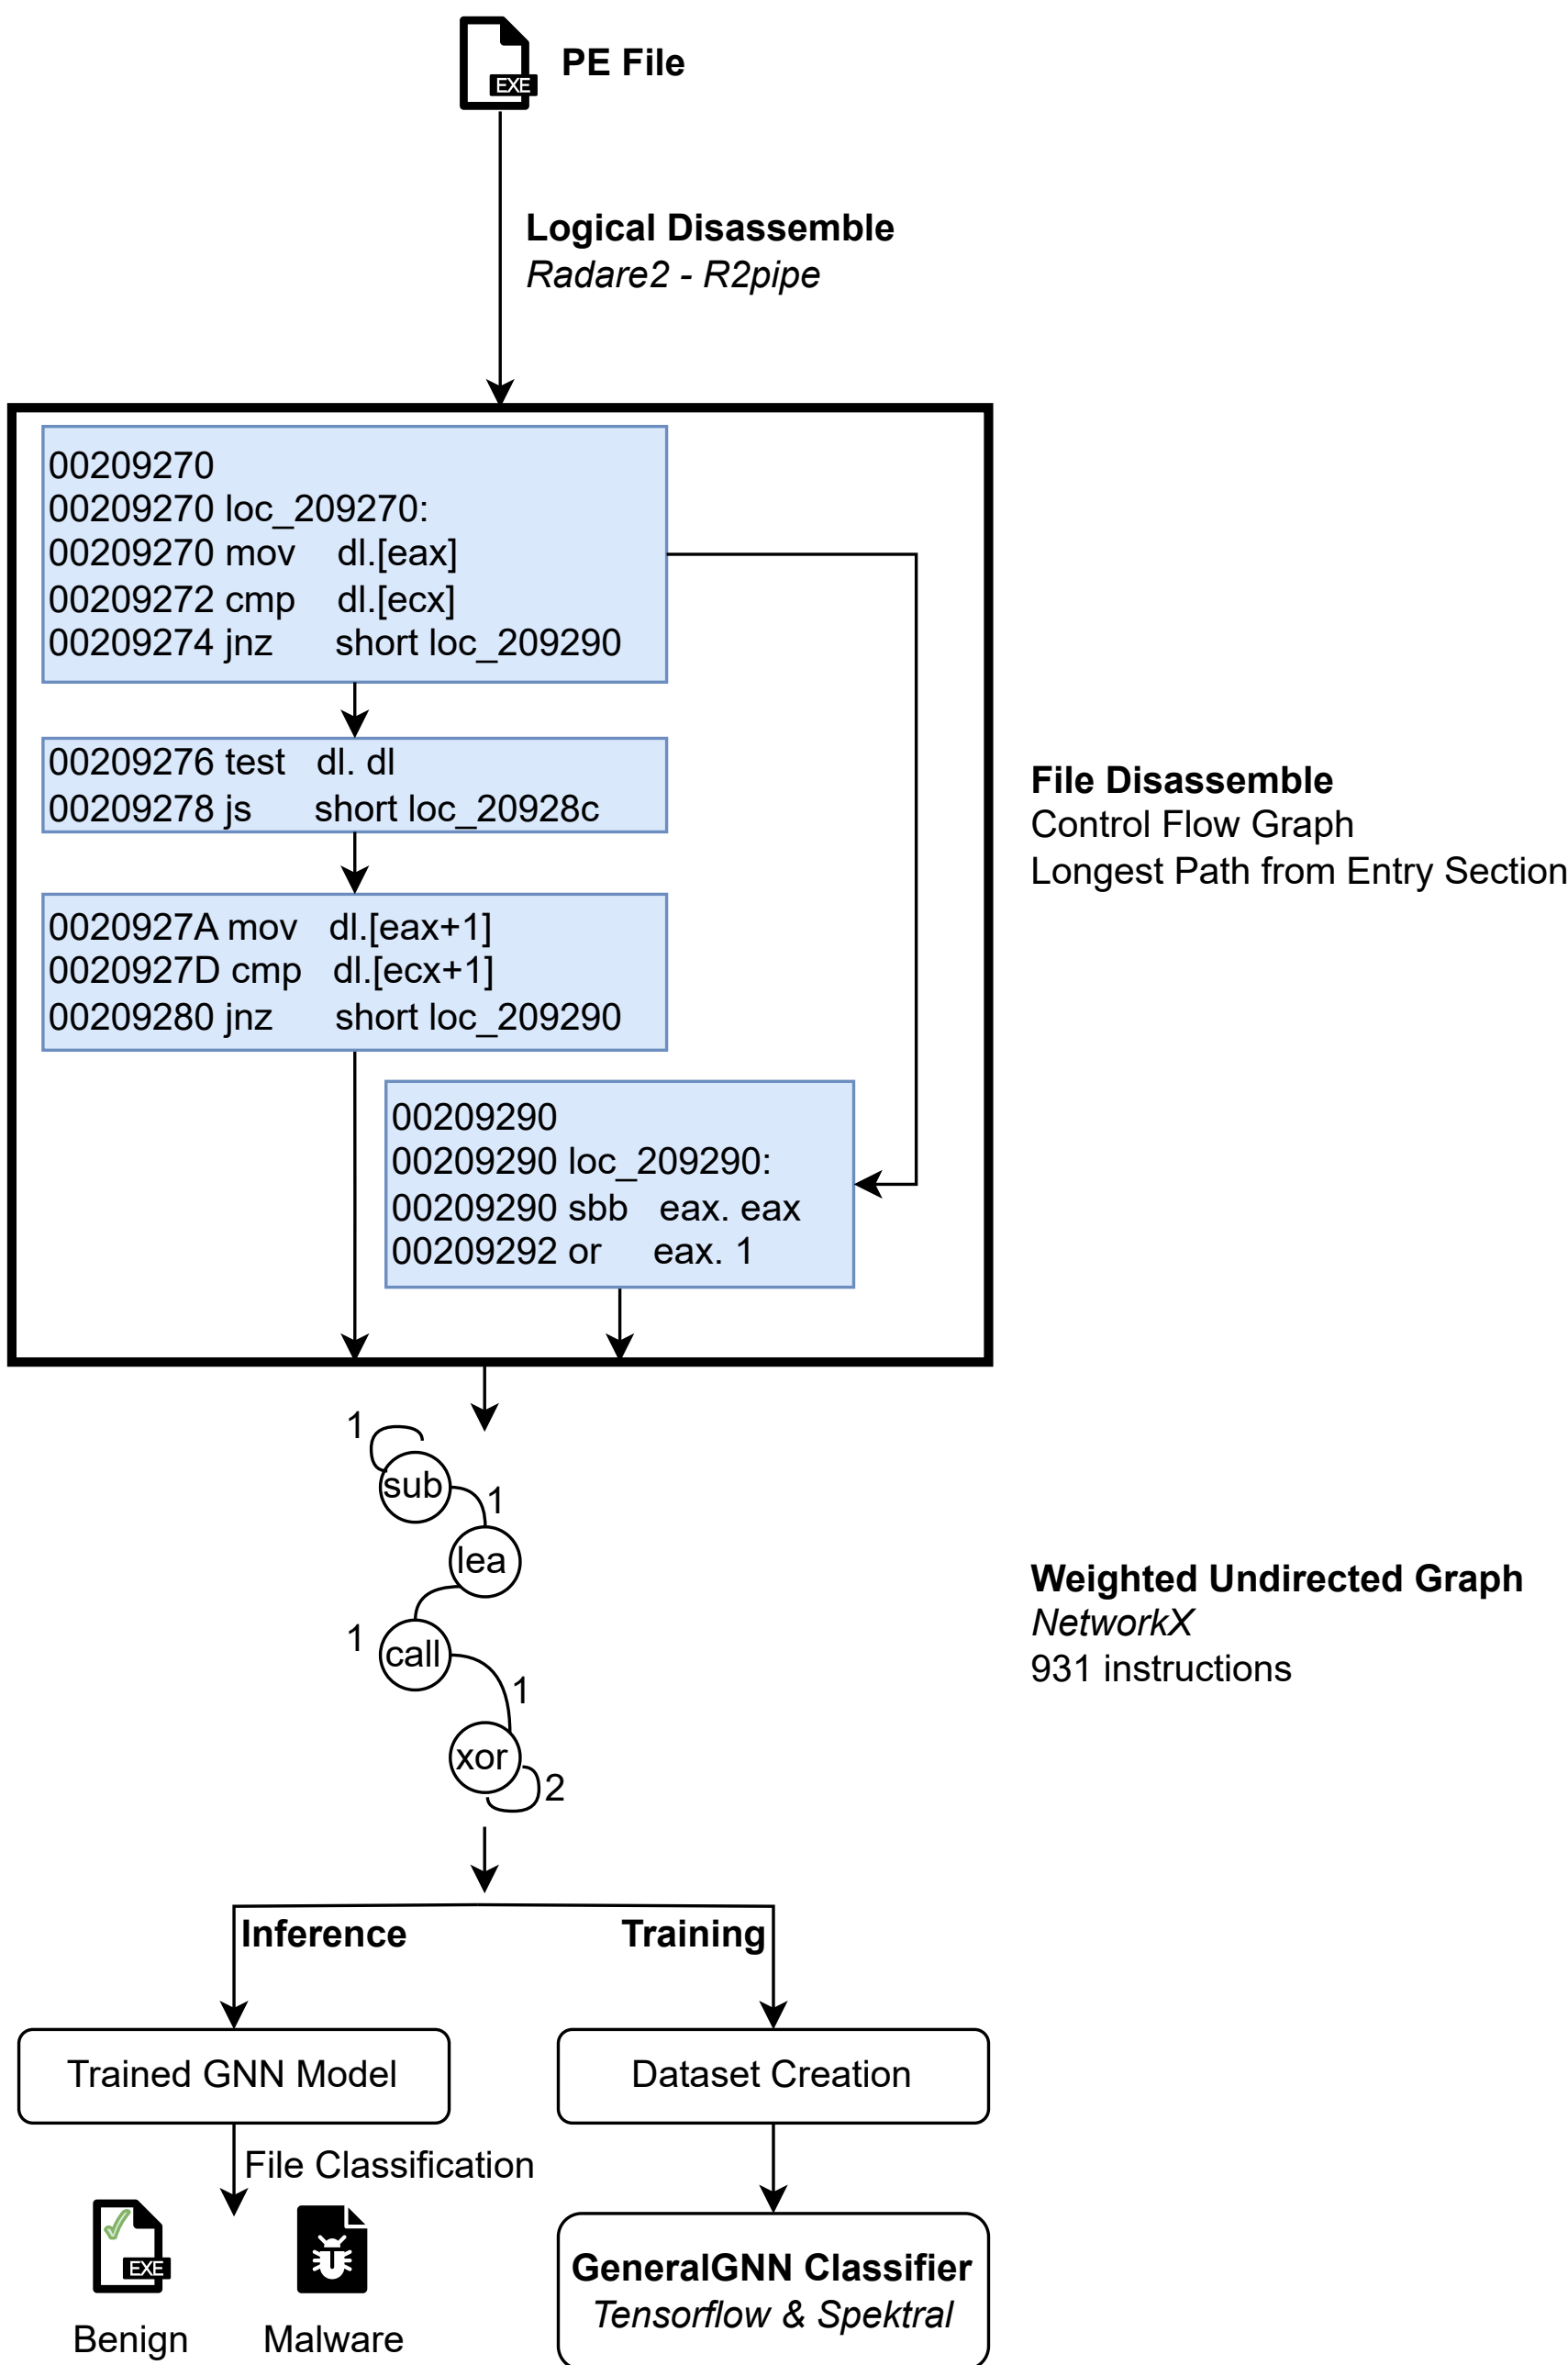 EXE
PE File
Logical Disassemble
Radare2 - R2pipe
00209270
00209270 loc_209270:
00209270 mov dl.[eax]
00209272 cmp dl.[ecx]
00209274 jnz short loc_209290
00209276 test dl. dl
00209278 js short loc_20928c
0020927A mov dl.[eax+1]
0020927D cmp dl.[ecx+1]
00209280 jnz short loc_209290
00209290
00209290 loc_209290:
00209290 sbb eax. eax
00209292 or eax. 1
File Disassemble
Control Flow Graph
Longest Path from Entry Section
1
sub
1
lea
1
call
1
xor
2
Weighted Undirected Graph
NetworkX
931 instructions
Inference
Training
Trained GNN Model
Dataset Creation
File Classification
EXE
Benign
Malware
GeneralGNN Classifier
Tensorflow & Spektral